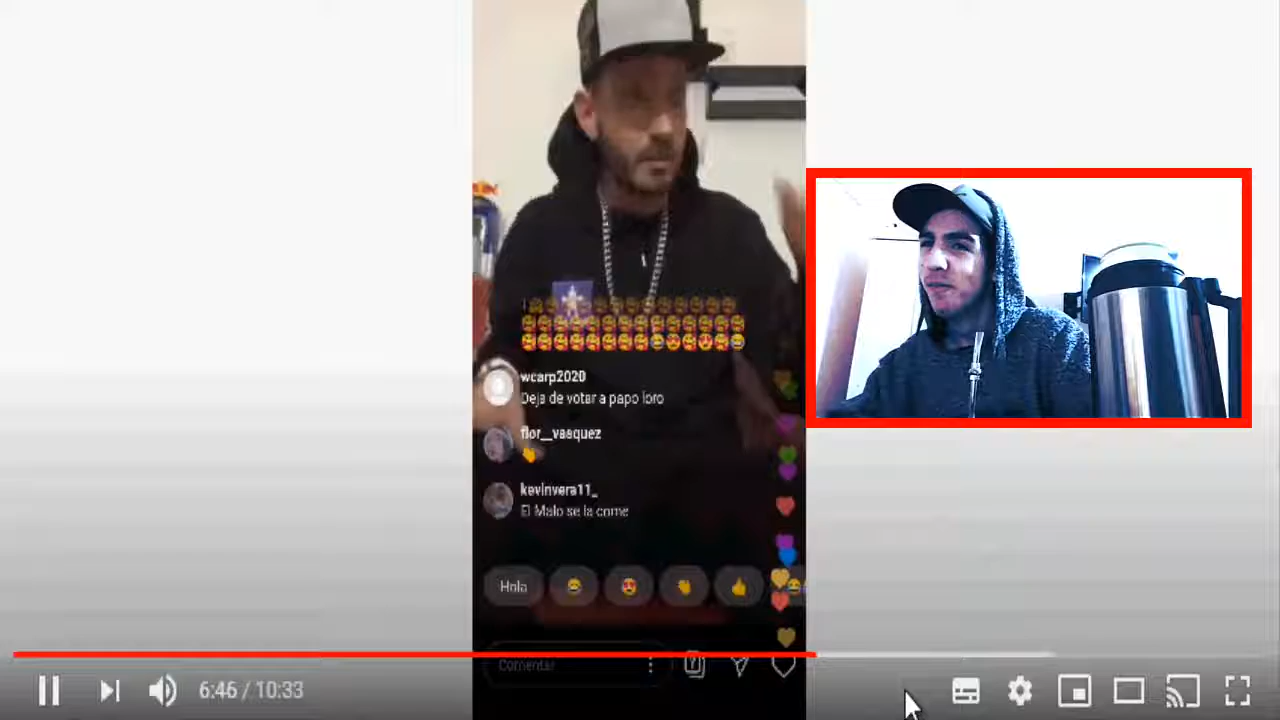 wcarp2020
Deja de votar a papo loro
flor__vasquez
kevinvera11_
El Malo se la come
Hola
Comentar
6:46 / 10:33